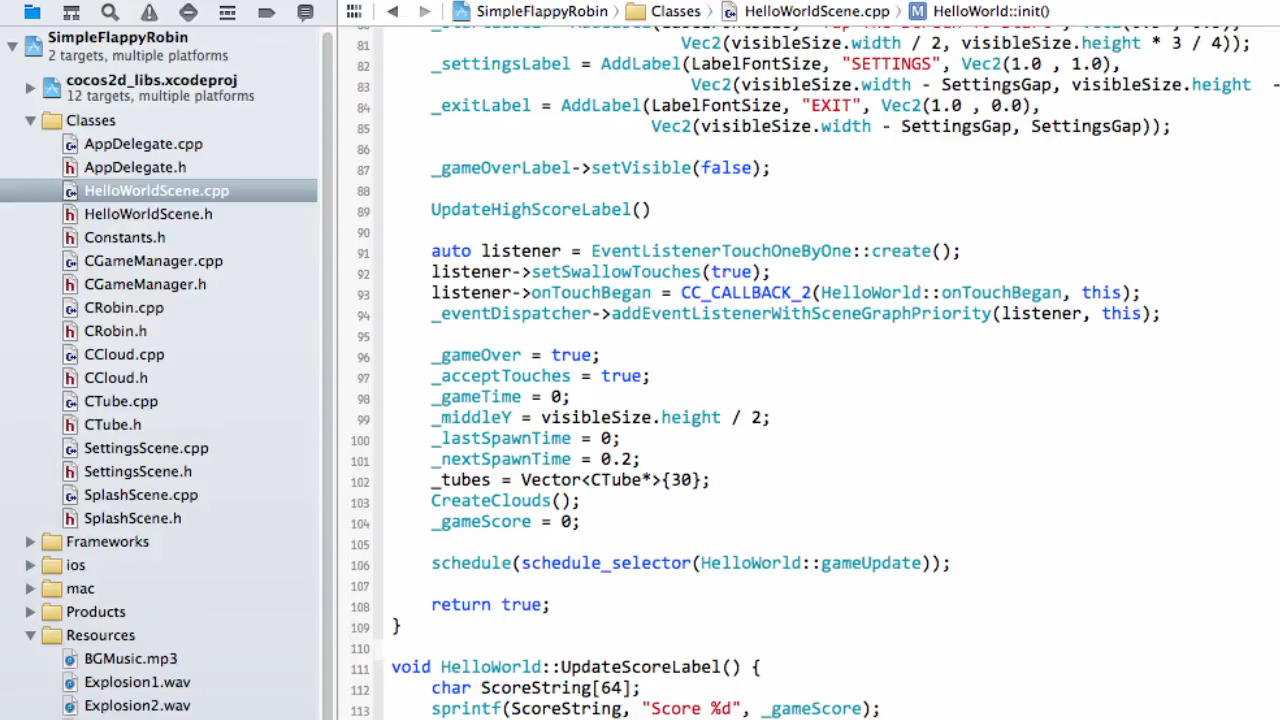 SimpleFlappyRobin Classes HelloWorldScene.cpp M HelloWorld::init()
SimpleFlappyRobin
2 targets, multiple platforms
cocos2d_libs.xcodeproj
12 targets, multiple platforms
Classes
AppDelegate.cpp
AppDelegate.h
HelloWorldScene.cpp
HelloWorldScene.h
Constants.h
CGameManager.cpp
CGameManager.h
CRobin.cpp
CRobin.h
CCloud.cpp
CCloud.h
CTube.cpp
CTube.h
SettingsScene.cpp
SettingsScene.h
SplashScene.cpp
SplashScene.h
Frameworks
ios
mac
Products
Resources
BGMusic.mp3
Explosion1.wav
Explosion2.wav
81 Vec2(visibleSize.width / 2, visibleSize.height * 3 / 4));
82 _settingsLabel = AddLabel(LabelFontSize, "SETTINGS", Vec2(1.0 , 1.0),
83 Vec2(visibleSize.width - SettingsGap, visibleSize.height -
84 _exitLabel = AddLabel(LabelFontSize, "EXIT", Vec2(1.0 , 0.0),
85 Vec2(visibleSize.width - SettingsGap, SettingsGap));
86
87 _gameOverLabel->setVisible(false);
88
89 UpdateHighScoreLabel()
90
91 auto listener = EventListenerTouchOneByOne::create();
92 listener->setSwallowTouches(true);
93 listener->onTouchBegan = CC_CALLBACK_2(HelloWorld::onTouchBegan, this);
94 _eventDispatcher->addEventListenerWithSceneGraphPriority(listener, this);
95
96 _gameOver = true;
97 _acceptTouches = true;
98 _gameTime = 0;
99 _middleY = visibleSize.height / 2;
100 _lastSpawnTime = 0;
101 _nextSpawnTime = 0.2;
102 _tubes = Vector<CTube*>{30};
103 CreateClouds();
104 _gameScore = 0;
105
106 schedule(schedule_selector(HelloWorld::gameUpdate));
107
108 return true;
109 }
110
111 void HelloWorld::UpdateScoreLabel() {
112 char ScoreString[64];
113 sprintf(ScoreString, "Score %d", _gameScore);